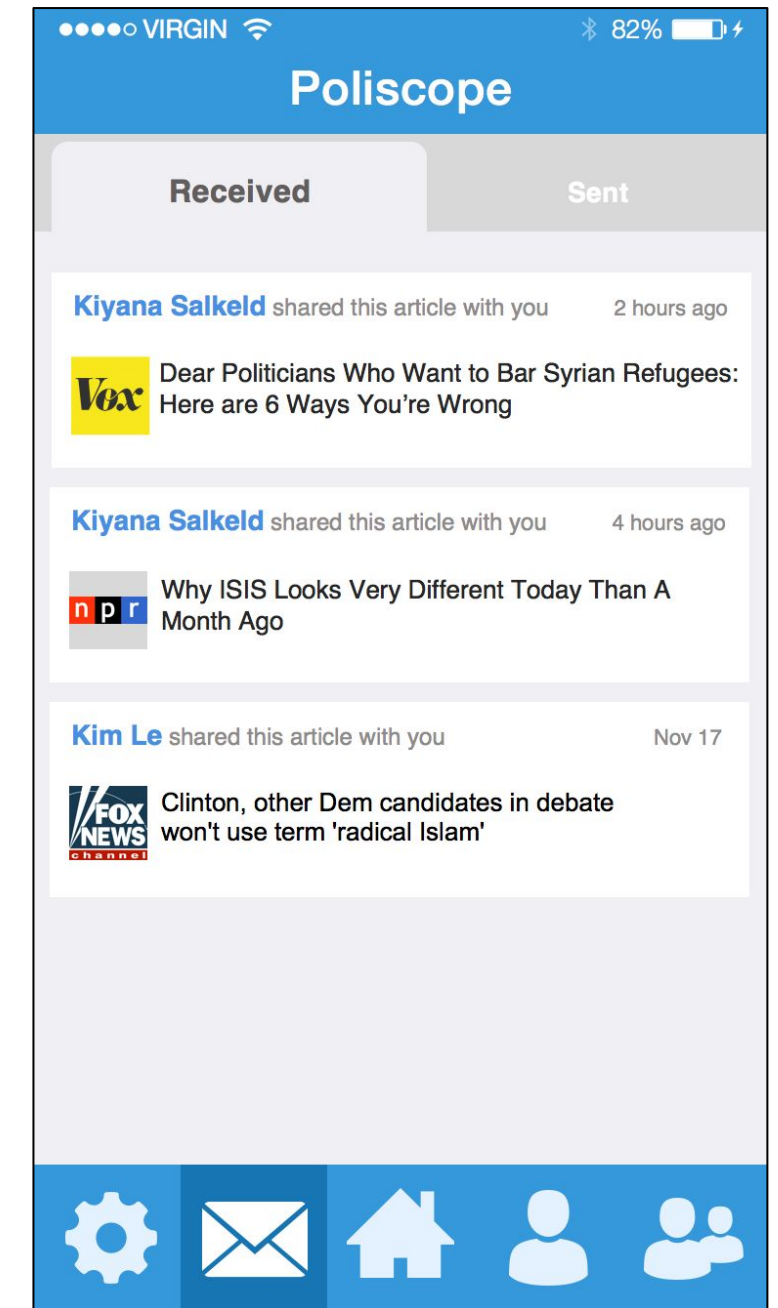 VIRGIN 82%
Poliscope
Received Sent
Kiyana Salkeld shared this article with you 2 hours ago
Vox Dear Politicians Who Want to Bar Syrian Refugees:
Here are 6 Ways You're Wrong
Kiyana Salkeld shared this article with you 4 hours ago
npr Why ISIS Looks Very Different Today Than A
Month Ago
Kim Le shared this article with you Nov 17
FOX NEWS channel Clinton, other Dem candidates in debate
won't use term 'radical Islam'